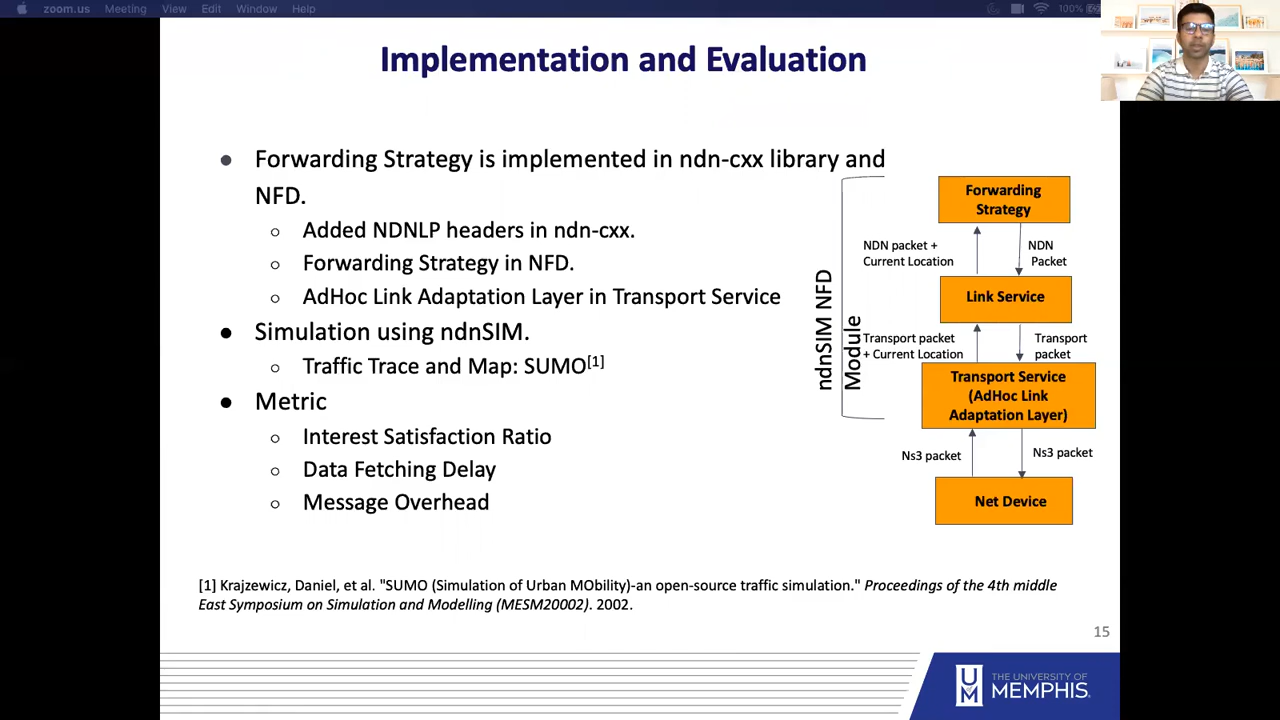 zoom.us Meeting View Edit Window Help
100%
Implementation and Evaluation
● Forwarding Strategy is implemented in ndn-cxx library and
NFD.
○ Added NDNLP headers in ndn-cxx.
○ Forwarding Strategy in NFD.
○ AdHoc Link Adaptation Layer in Transport Service
● Simulation using ndnSIM.
○ Traffic Trace and Map: SUMO[1]
● Metric
○ Interest Satisfaction Ratio
○ Data Fetching Delay
○ Message Overhead
ndnSIM NFD
Module
Forwarding
Strategy
NDN packet +
Current Location
NDN
Packet
Link Service
Transport packet
+ Current Location
Transport
packet
Transport Service
(AdHoc Link
Adaptation Layer)
Ns3 packet
Ns3 packet
Net Device
[1] Krajzewicz, Daniel, et al. "SUMO (Simulation of Urban MObility)-an open-source traffic simulation." Proceedings of the 4th middle
East Symposium on Simulation and Modelling (MESM20002). 2002.
15
UM
THE UNIVERSITY OF
MEMPHIS.